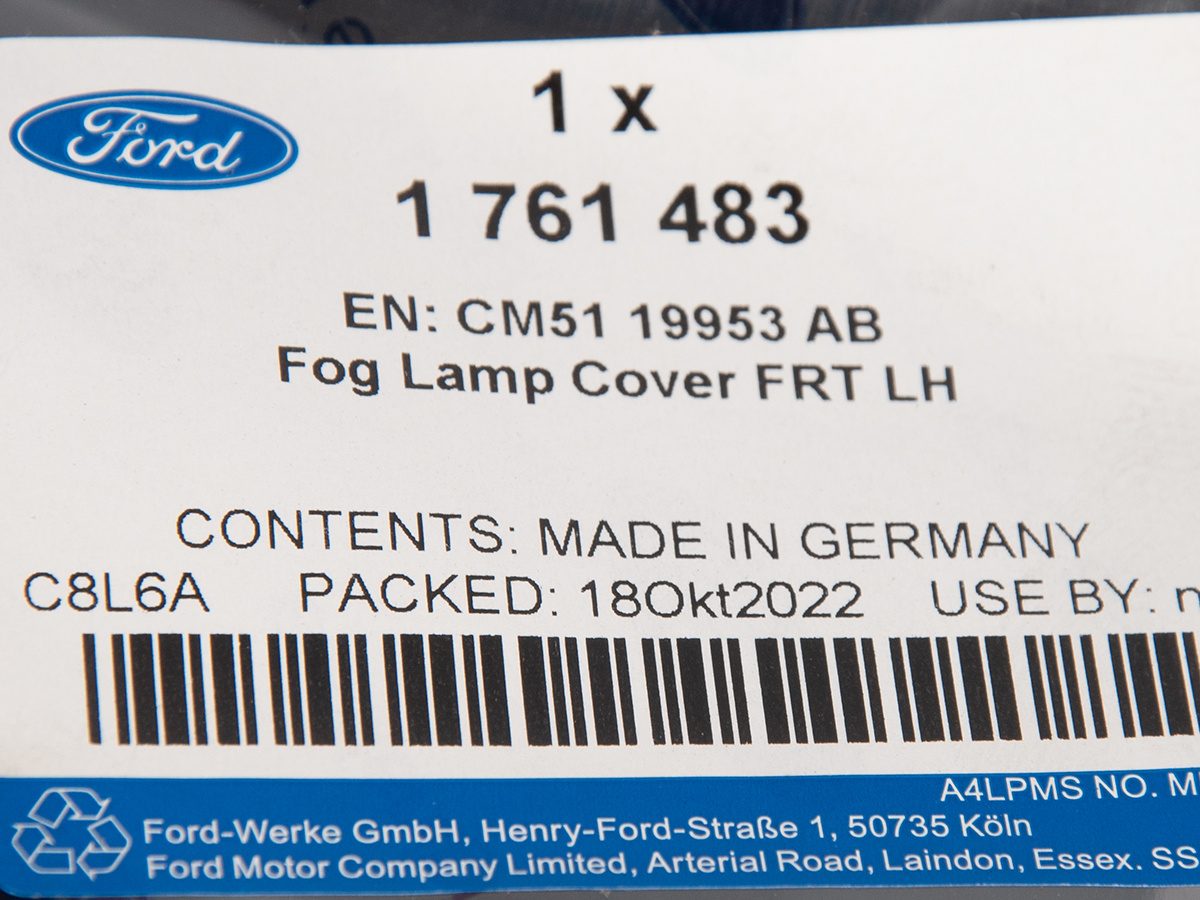 Ford
1 x
1 761 483
EN: CM51 19953 AB
Fog Lamp Cover FRT LH
CONTENTS: MADE IN GERMANY
C8L6A PACKED: 18Okt2022 USE BY:
A4LPMS NO.
Ford-Werke GmbH, Henry-Ford-Straße 1, 50735 Köln
Ford Motor Company Limited, Arterial Road, Laindon, Essex.